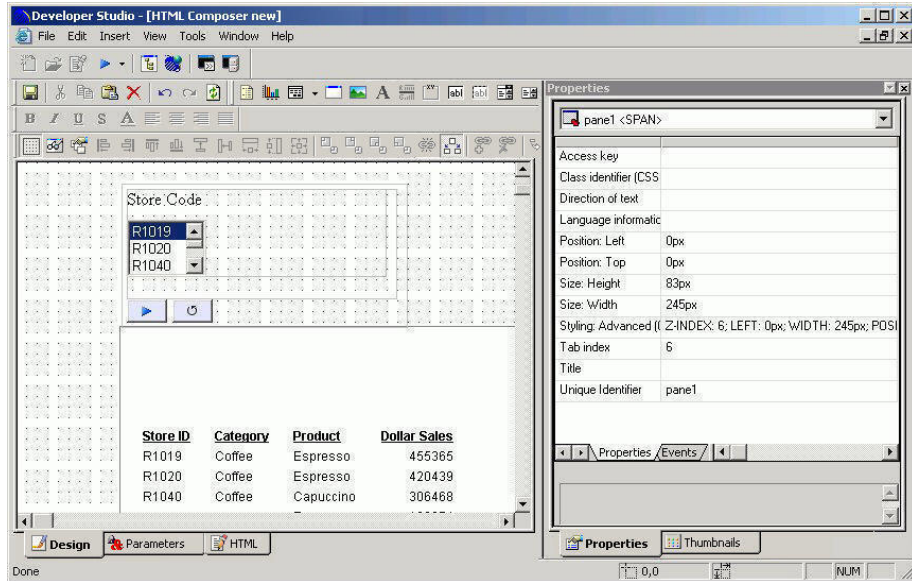 Developer Studio - [HTML Composer new]
File Edit Insert View Tools Window Help
B I U S A
Properties
pane1 <SPAN>
Access key
Class identifier (CSS
Direction of text
Language informatic
Position: Left 0px
Position: Top 0px
Size: Height 83px
Size: Width 245px
Styling: Advanced (( Z-INDEX: 6; LEFT: 0px; WIDTH: 245px; POSI
Tab index 6
Title
Unique Identifier pane1
Properties Events
Store Code
R1019
R1020
R1040
Store ID Category Product Dollar Sales
R1019 Coffee Espresso 455365
R1020 Coffee Espresso 420439
R1040 Coffee Capuccino 306468
Design Parameters HTML
Properties Thumbnails
Done 0,0 NUM